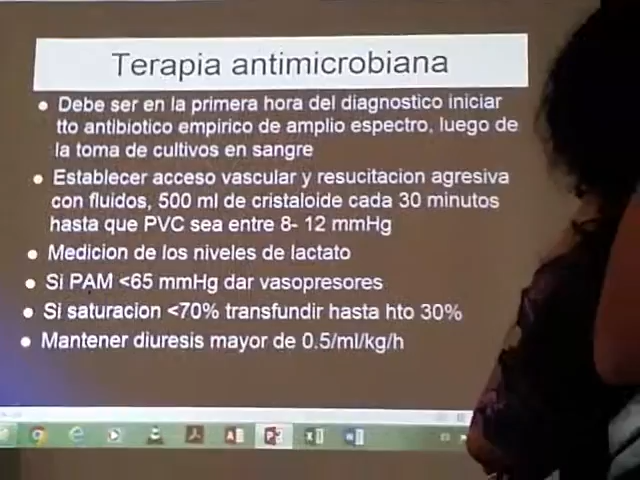 Terapia antimicrobiana
Debe ser en la primera hora del diagnostico iniciar
tto antibiotico empirico de amplio espectro, luego de
la toma de cultivos en sangre
Establecer acceso vascular y resucitacion agresiva
con fluidos, 500 ml de cristaloide cada 30 minutos
hasta que PVC sea entre 8- 12 mmHg
Medicion de los niveles de lactato
Si PAM <65 mmHg dar vasopresores
Si saturacion <70% transfundir hasta hto 30%
Mantener diuresis mayor de 0.5/ml/kg/h